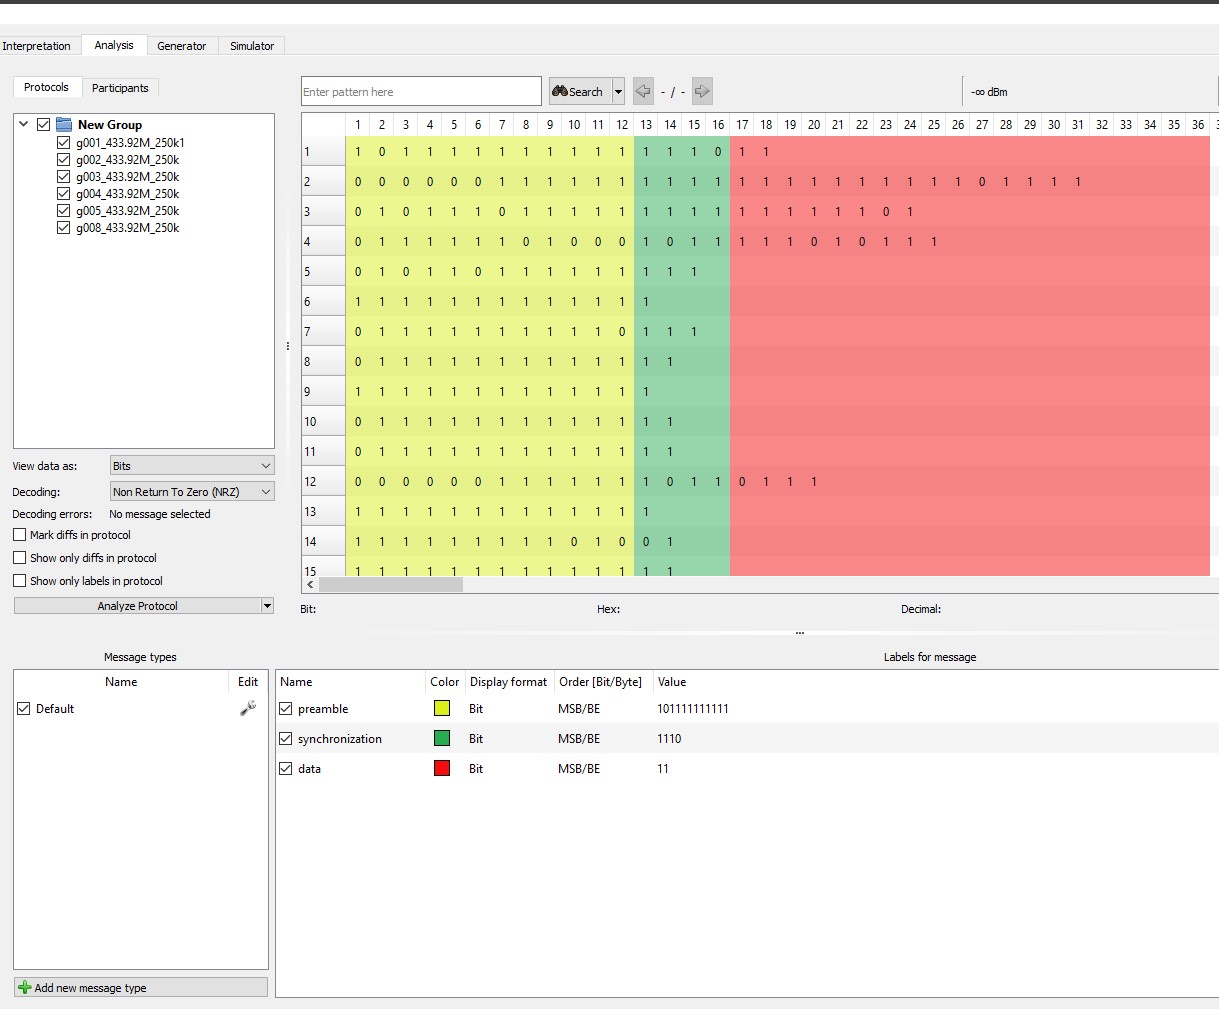 Interpretation Analysis Generator Simulator
Protocols Participants
Enter pattern here Search - / - -∞ dBm
New Group
g001_433.92M_250k1
g002_433.92M_250k
g003_433.92M_250k
g004_433.92M_250k
g005_433.92M_250k
g008_433.92M_250k
View data as: Bits
Decoding: Non Return To Zero (NRZ)
Decoding errors: No message selected
Mark diffs in protocol
Show only diffs in protocol
Show only labels in protocol
Analyze Protocol
1 2 3 4 5 6 7 8 9 10 11 12 13 14 15 16 17 18 19 20 21 22 23 24 25 26 27 28 29 30 31 32 33 34 35 36
1 1 0 1 1 1 1 1 1 1 1 1 1 1 1 1 0 1 1
2 0 0 0 0 0 0 1 1 1 1 1 1 1 1 1 1 1 1 1 1 1 1 1 1 1 1 0 1 1 1 1
3 0 1 0 1 1 1 0 1 1 1 1 1 1 1 1 1 1 1 1 1 1 1 0 1
4 0 1 1 1 1 1 1 0 1 0 0 0 1 0 1 1 1 1 1 0 1 0 1 1 1
5 0 1 0 1 1 0 1 1 1 1 1 1 1 1 1
6 1 1 1 1 1 1 1 1 1 1 1 1 1
7 0 1 1 1 1 1 1 1 1 1 1 0 1 1 1
8 0 1 1 1 1 1 1 1 1 1 1 1 1 1
9 1 1 1 1 1 1 1 1 1 1 1 1 1
10 0 1 1 1 1 1 1 1 1 1 1 1 1 1
11 0 1 1 1 1 1 1 1 1 1 1 1 1 1
12 0 0 0 0 0 0 1 1 1 1 1 1 1 0 1 1 0 1 1 1
13 1 1 1 1 1 1 1 1 1 1 1 1 1
14 1 1 1 1 1 1 1 1 1 0 1 0 0 1
15 1 1 1 1 1 1 1 1 1 1 1 1 1 1
Bit: Hex: Decimal:
Message types
Name Edit
Default
Add new message type
Labels for message
Name Color Display format Order [Bit/Byte] Value
preamble Bit MSB/BE 101111111111
synchronization Bit MSB/BE 1110
data Bit MSB/BE 11